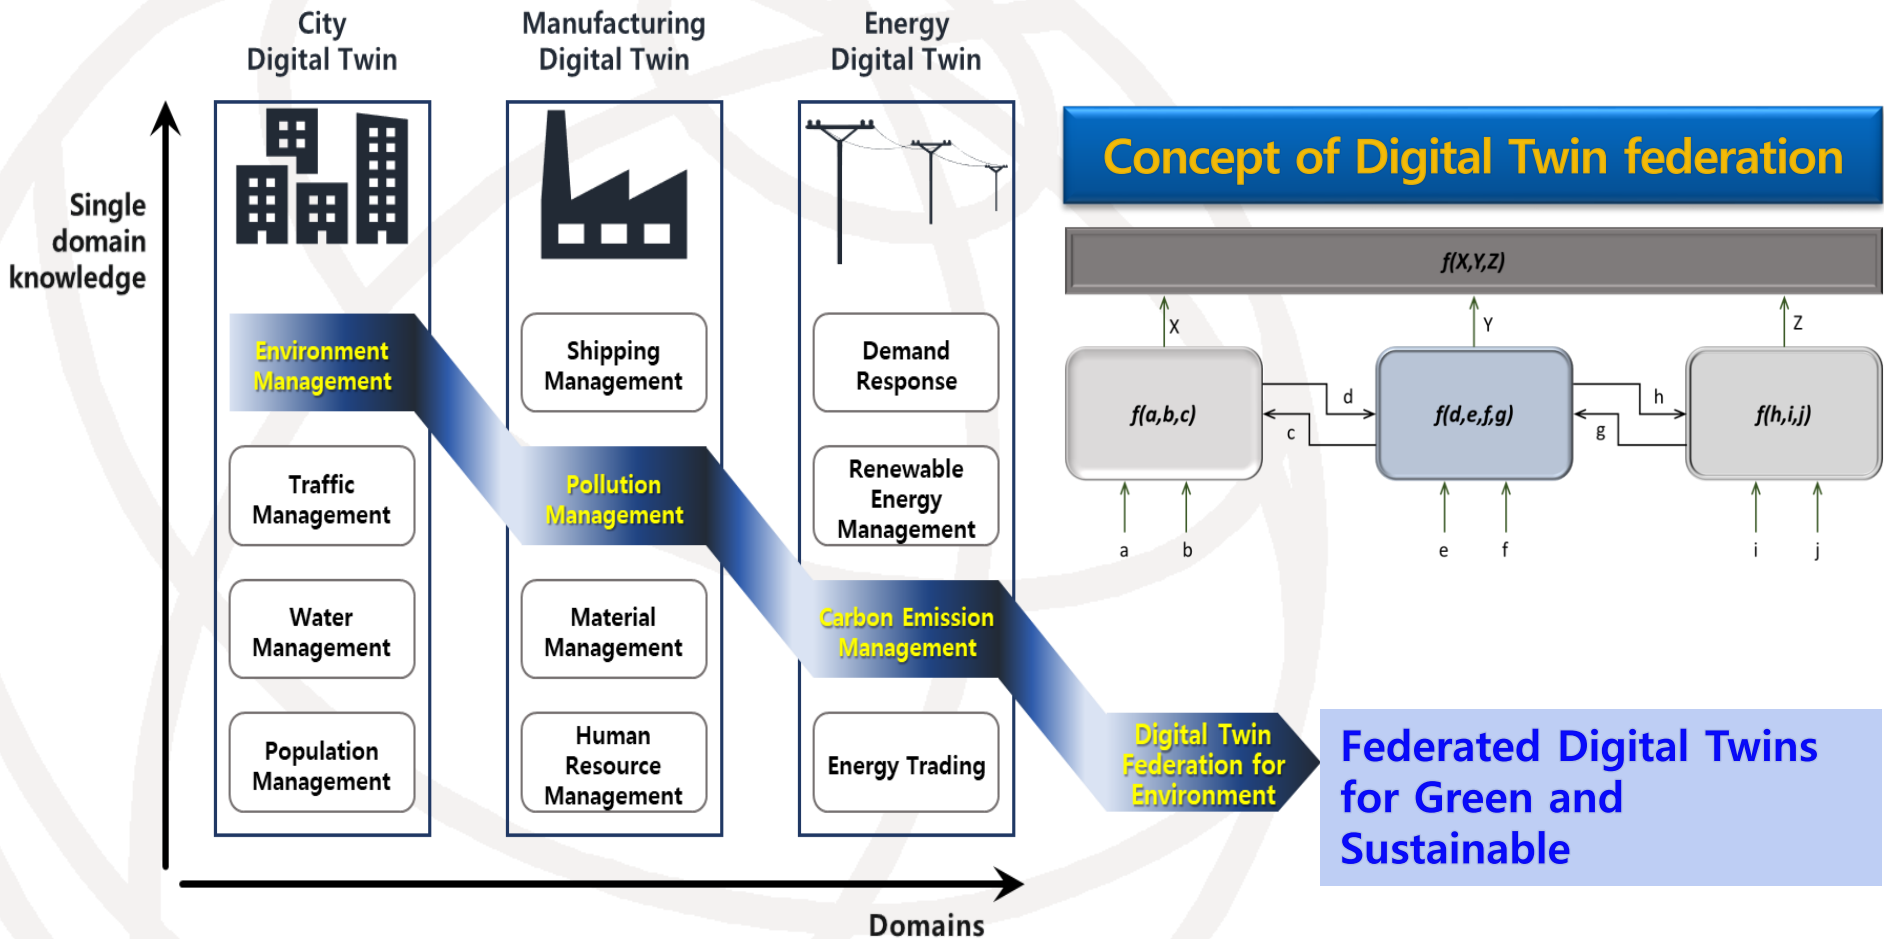 City
Digital Twin
Manufacturing
Digital Twin
Energy
Digital Twin
Single
domain
knowledge
Environment
Management
Traffic
Management
Water
Management
Population
Management
Shipping
Management
Pollution
Management
Material
Management
Human
Resource
Management
Demand
Response
Renewable
Energy
Management
Carbon Emission
Management
Energy Trading
Digital Twin
Federation for
Environment
Domains
Concept of Digital Twin federation
f(X,Y,Z)
X
Y
Z
f(a,b,c)
d
c
f(d,e,f,g)
h
g
f(h,i,j)
a
b
e
f
i
j
Federated Digital Twins
for Green and
Sustainable